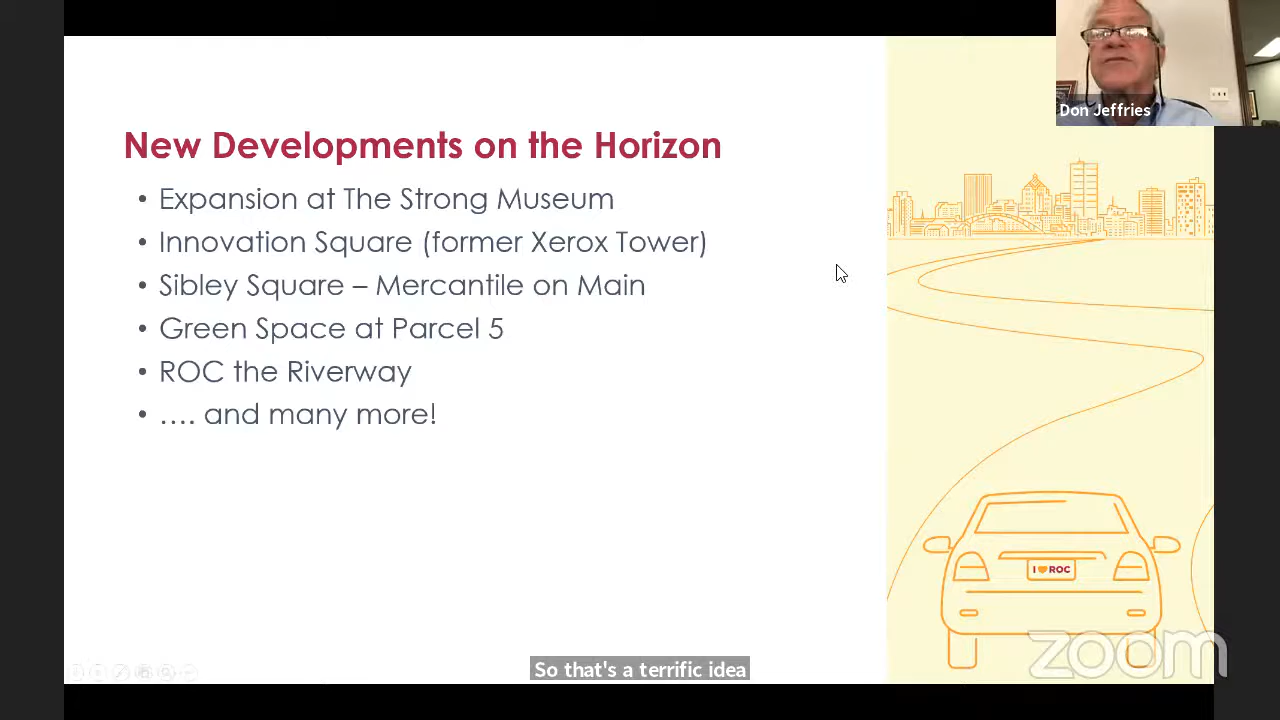 Don Jeffries
New Developments on the Horizon
• Expansion at The Strong Museum
• Innovation Square (former Xerox Tower)
• Sibley Square – Mercantile on Main
• Green Space at Parcel 5
• ROC the Riverway
• .... and many more!
I 🧡 ROC
zoom
So that's a terrific idea